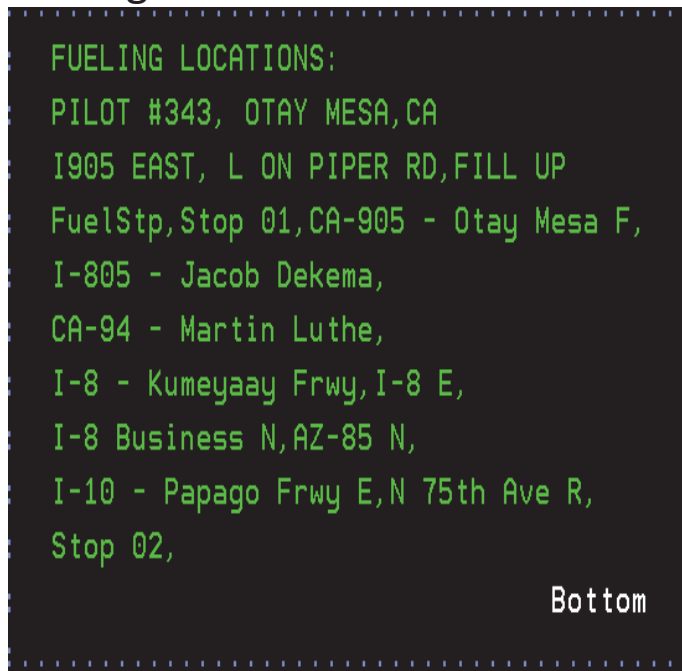 FUELING LOCATIONS:
PILOT #343, OTAY MESA,CA
I905 EAST, L ON PIPER RD,FILL UP
FuelStp,Stop 01,CA-905 - Otay Mesa F,
I-805 - Jacob Dekema,
CA-94 - Martin Luthe,
I-8 - Kumeyaay Frwy,I-8 E,
I-8 Business N,AZ-85 N,
I-10 - Papago Frwy E,N 75th Ave R,
Stop 02,
Bottom